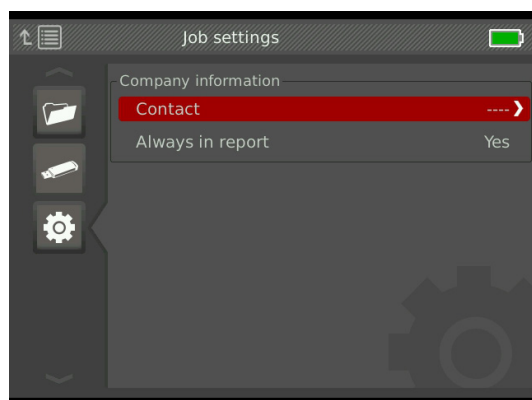 Job settings
Company information
Contact ----
Always in report Yes